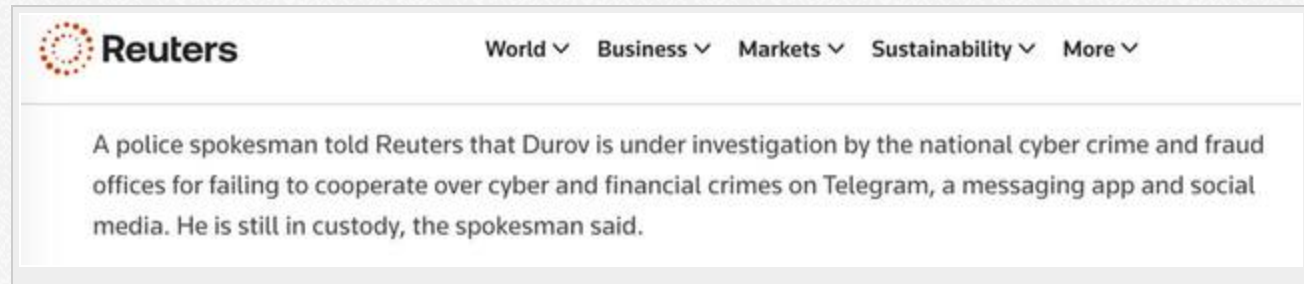 Reuters
World Business Markets Sustainability More
A police spokesman told Reuters that Durov is under investigation by the national cyber crime and fraud
offices for failing to cooperate over cyber and financial crimes on Telegram, a messaging app and social
media. He is still in custody, the spokesman said.